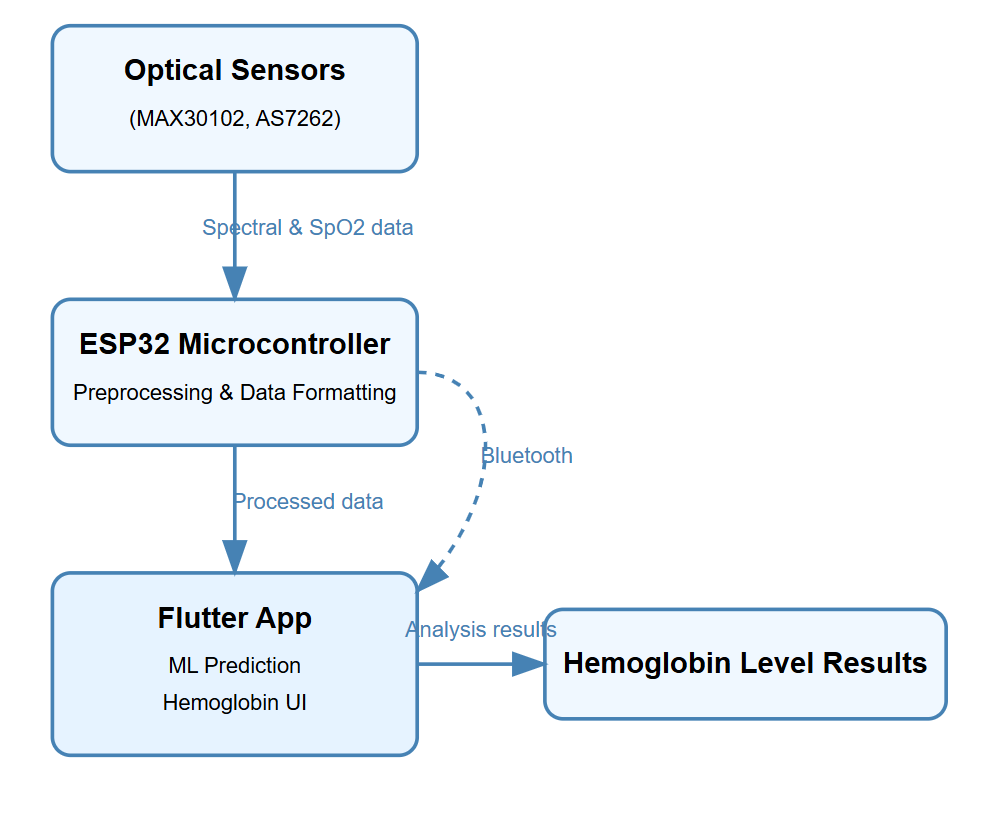 Optical Sensors
(MAX30102, AS7262)
Spectral & SpO2 data
ESP32 Microcontroller
Preprocessing & Data Formatting
Bluetooth
Processed data
Flutter App
ML Prediction
Hemoglobin UI
Analysis results
Hemoglobin Level Results